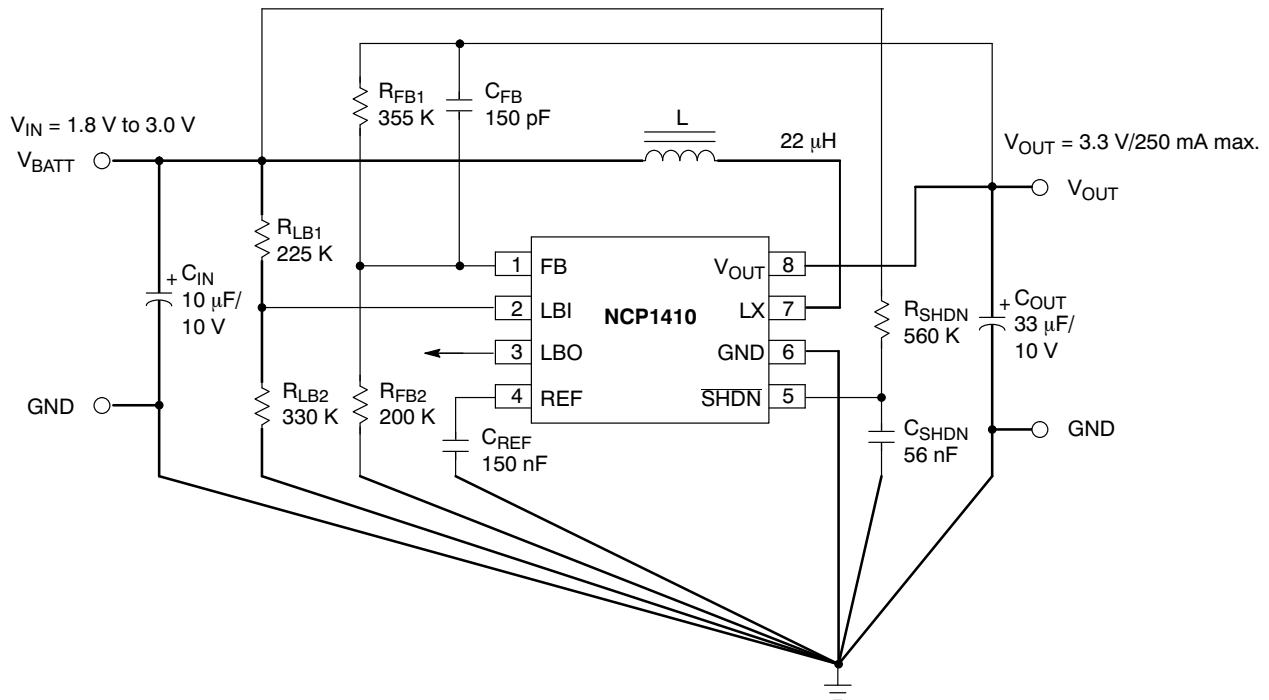 R_FB1
355 K
C_FB
150 pF
L
22 μH
V_IN = 1.8 V to 3.0 V
V_BATT
V_OUT = 3.3 V/250 mA max.
V_OUT
R_LB1
225 K
+ C_IN
10 μF/
10 V
1 FB
2 LBI
3 LBO
4 REF
NCP1410
V_OUT 8
LX 7
GND 6
S̅H̅D̅N̅ 5
R_SHDN
560 K
+ C_OUT
33 μF/
10 V
GND
R_LB2
330 K
R_FB2
200 K
C_REF
150 nF
C_SHDN
56 nF
GND